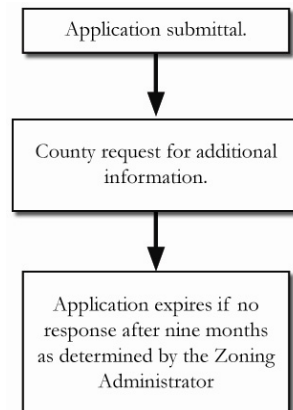 Application submittal.
County request for additional
information.
Application expires if no
response after nine months
as determined by the Zoning
Administrator